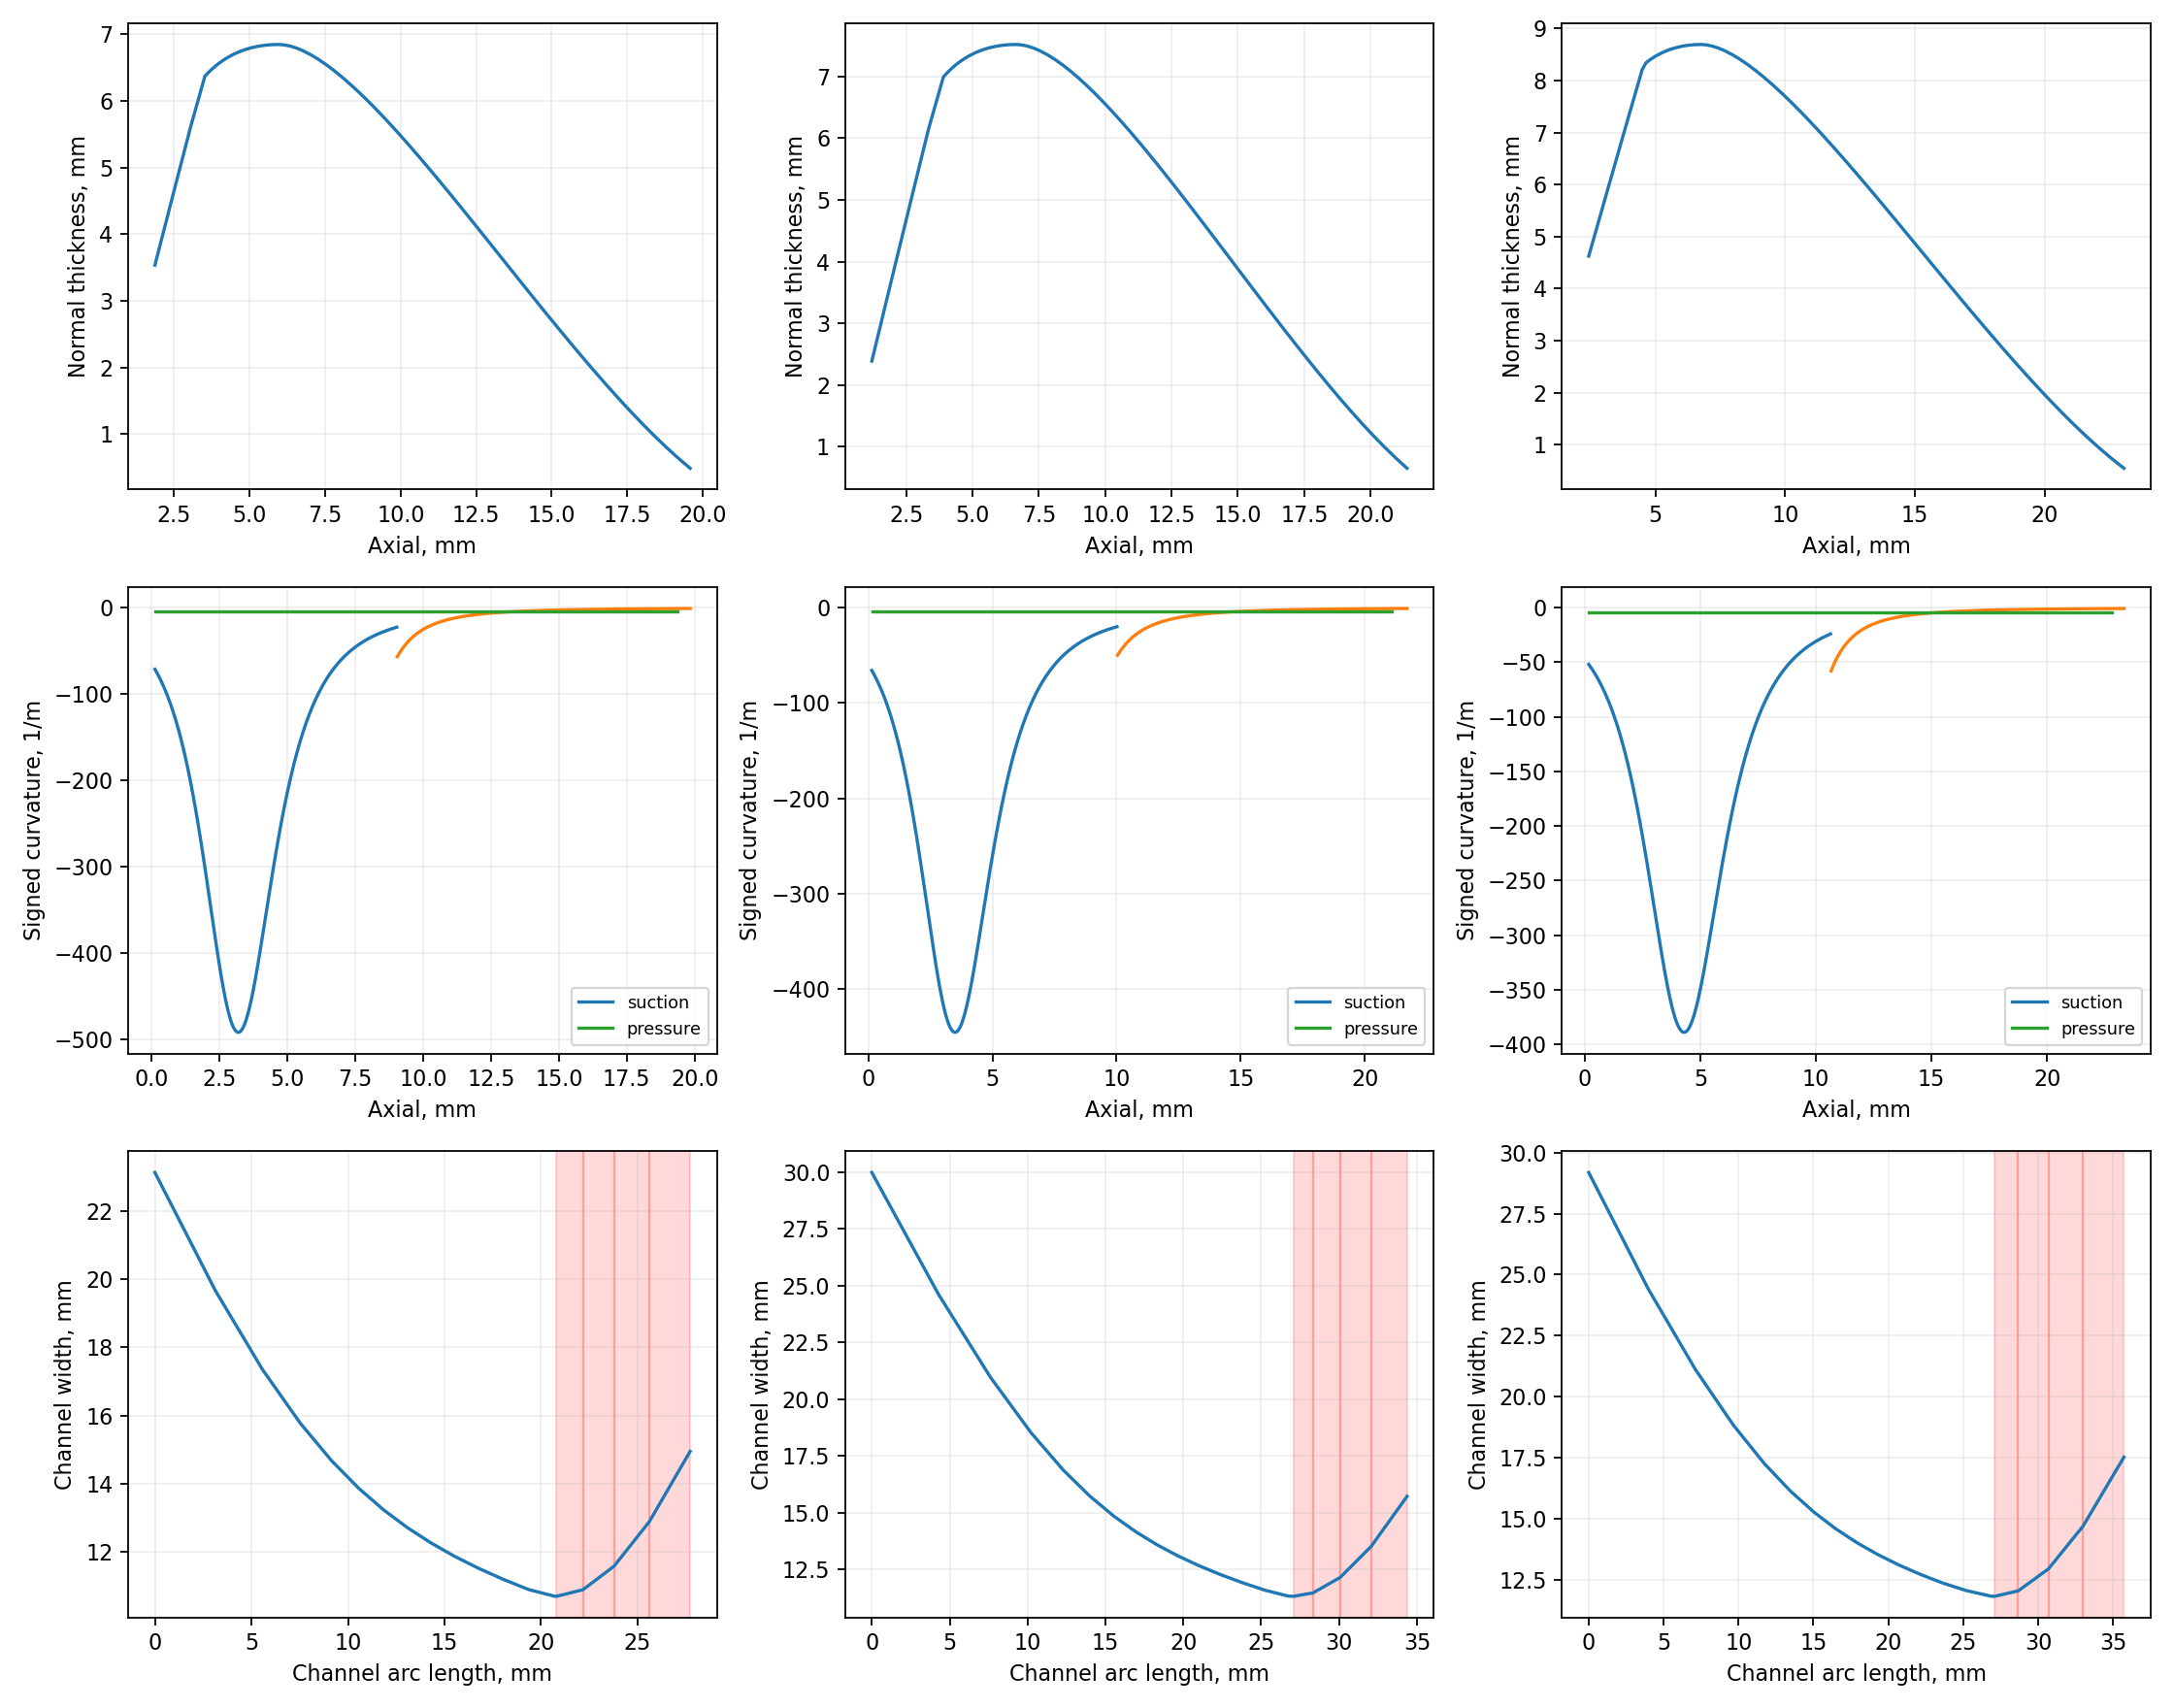 Normal thickness, mm
7
6
5
4
3
2
1
2.5 5.0 7.5 10.0 12.5 15.0 17.5 20.0
Axial, mm
Normal thickness, mm
7
6
5
4
3
2
1
2.5 5.0 7.5 10.0 12.5 15.0 17.5 20.0
Axial, mm
Normal thickness, mm
9
8
7
6
5
4
3
2
1
5 10 15 20
Axial, mm
Signed curvature, 1/m
0
−100
−200
−300
−400
−500
suction
pressure
0.0 2.5 5.0 7.5 10.0 12.5 15.0 17.5 20.0
Axial, mm
Signed curvature, 1/m
0
−100
−200
−300
−400
suction
pressure
0 5 10 15 20
Axial, mm
Signed curvature, 1/m
0
−50
−100
−150
−200
−250
−300
−350
−400
suction
pressure
0 5 10 15 20
Axial, mm
Channel width, mm
22
20
18
16
14
12
0 5 10 15 20 25
Channel arc length, mm
Channel width, mm
30.0
27.5
25.0
22.5
20.0
17.5
15.0
12.5
0 5 10 15 20 25 30 35
Channel arc length, mm
Channel width, mm
30.0
27.5
25.0
22.5
20.0
17.5
15.0
12.5
0 5 10 15 20 25 30 35
Channel arc length, mm